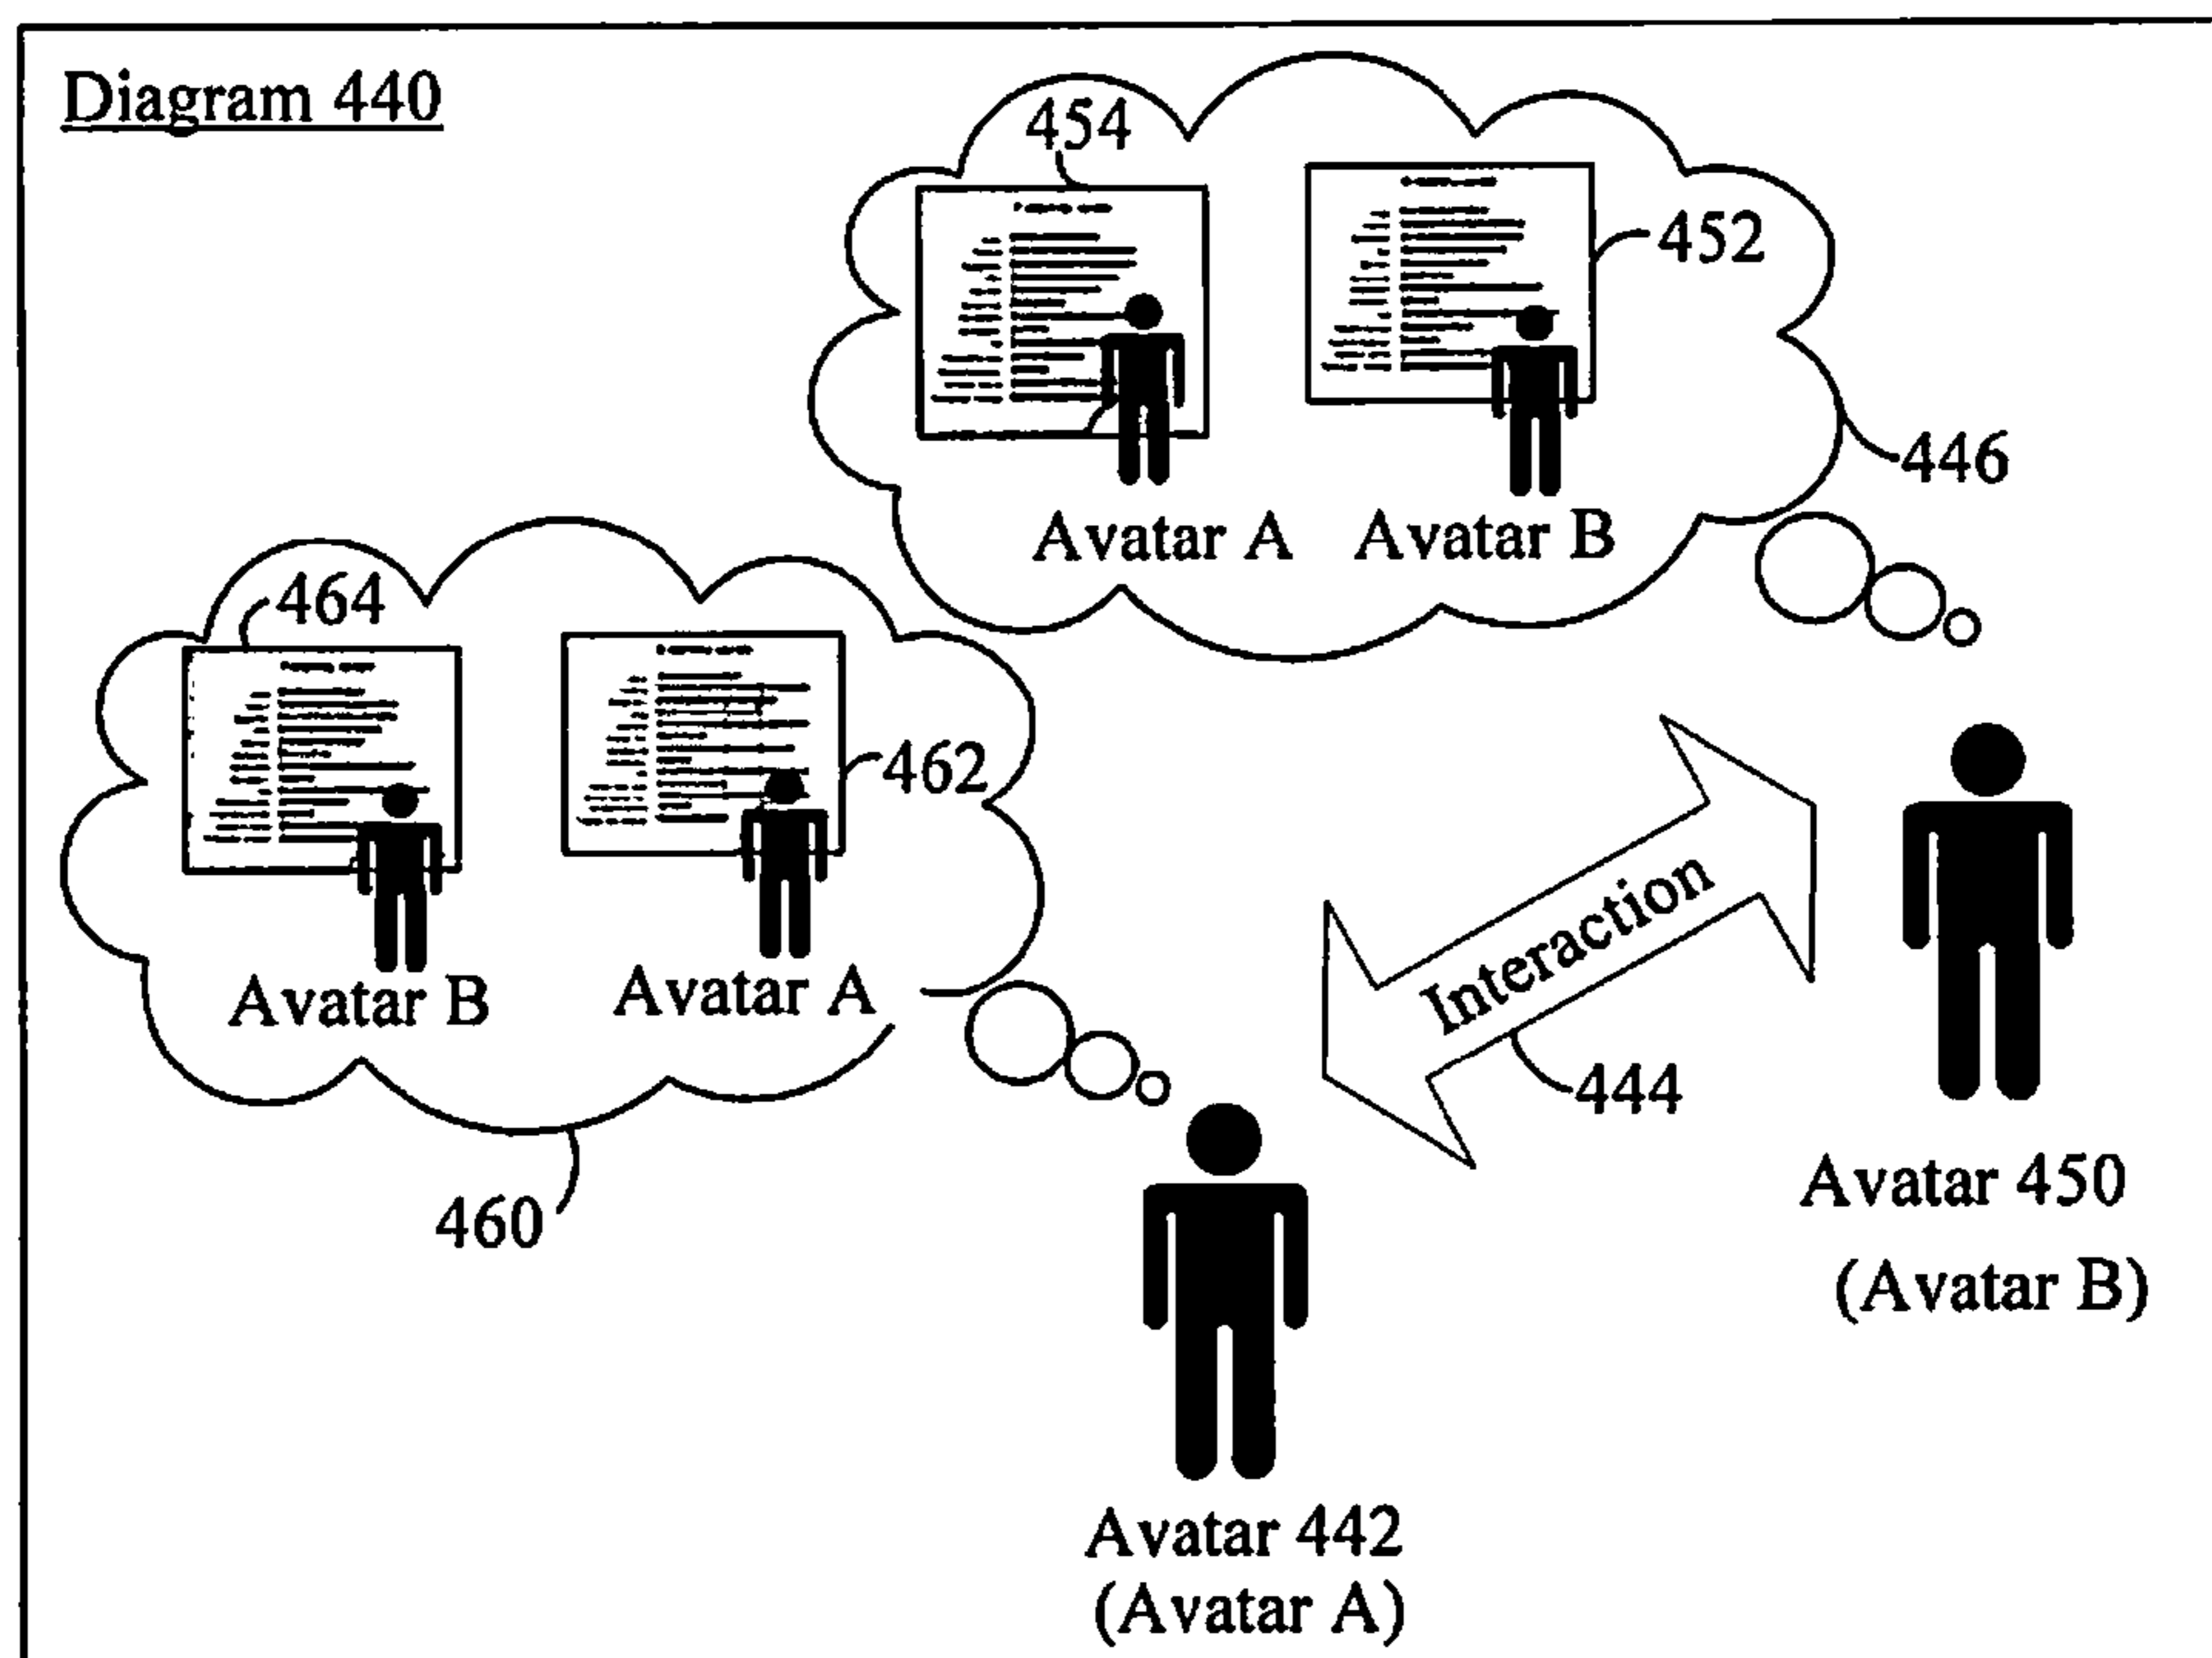 Diagram 440
454
452
446
Avatar A Avatar B
464
462
Avatar B Avatar A
Interaction
444
460
Avatar 450
(Avatar B)
Avatar 442
(Avatar A)